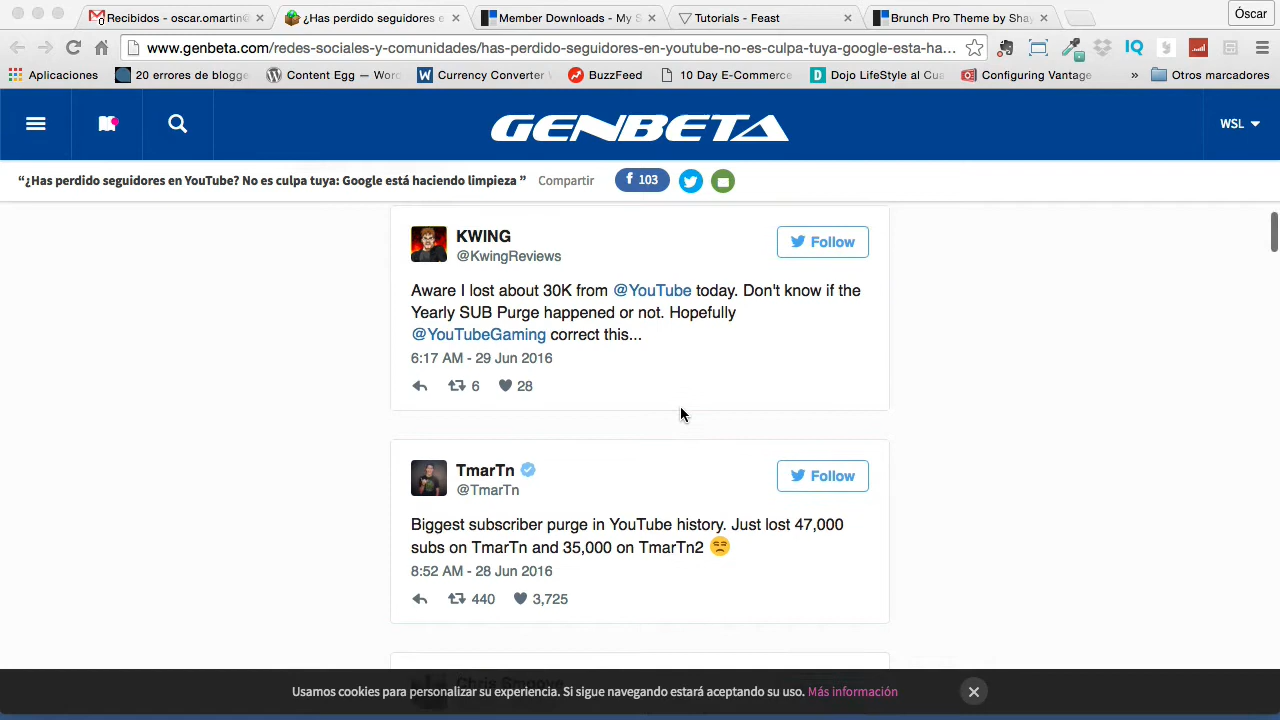 Recibidos - oscar.omartin@
¿Has perdido seguidores e
Member Downloads - My S
Tutorials - Feast
Brunch Pro Theme by Shay
Óscar
www.genbeta.com/redes-sociales-y-comunidades/has-perdido-seguidores-en-youtube-no-es-culpa-tuya-google-esta-ha...
IQ
Aplicaciones
20 errores de blogge
Content Egg — Word
Currency Converter
BuzzFeed
10 Day E-Commerce
Dojo LifeStyle al Cua
Configuring Vantage
»
Otros marcadores
GENBETA
WSL
“¿Has perdido seguidores en YouTube? No es culpa tuya: Google está haciendo limpieza ”
Compartir
f 103
KWING
@KwingReviews
Follow
Aware I lost about 30K from @YouTube today. Don't know if the
Yearly SUB Purge happened or not. Hopefully
@YouTubeGaming correct this...
6:17 AM - 29 Jun 2016
6 28
TmarTn
@TmarTn
Follow
Biggest subscriber purge in YouTube history. Just lost 47,000
subs on TmarTn and 35,000 on TmarTn2 😒
8:52 AM - 28 Jun 2016
440 3,725
Usamos cookies para personalizar su experiencia. Si sigue navegando estará aceptando su uso. Más información